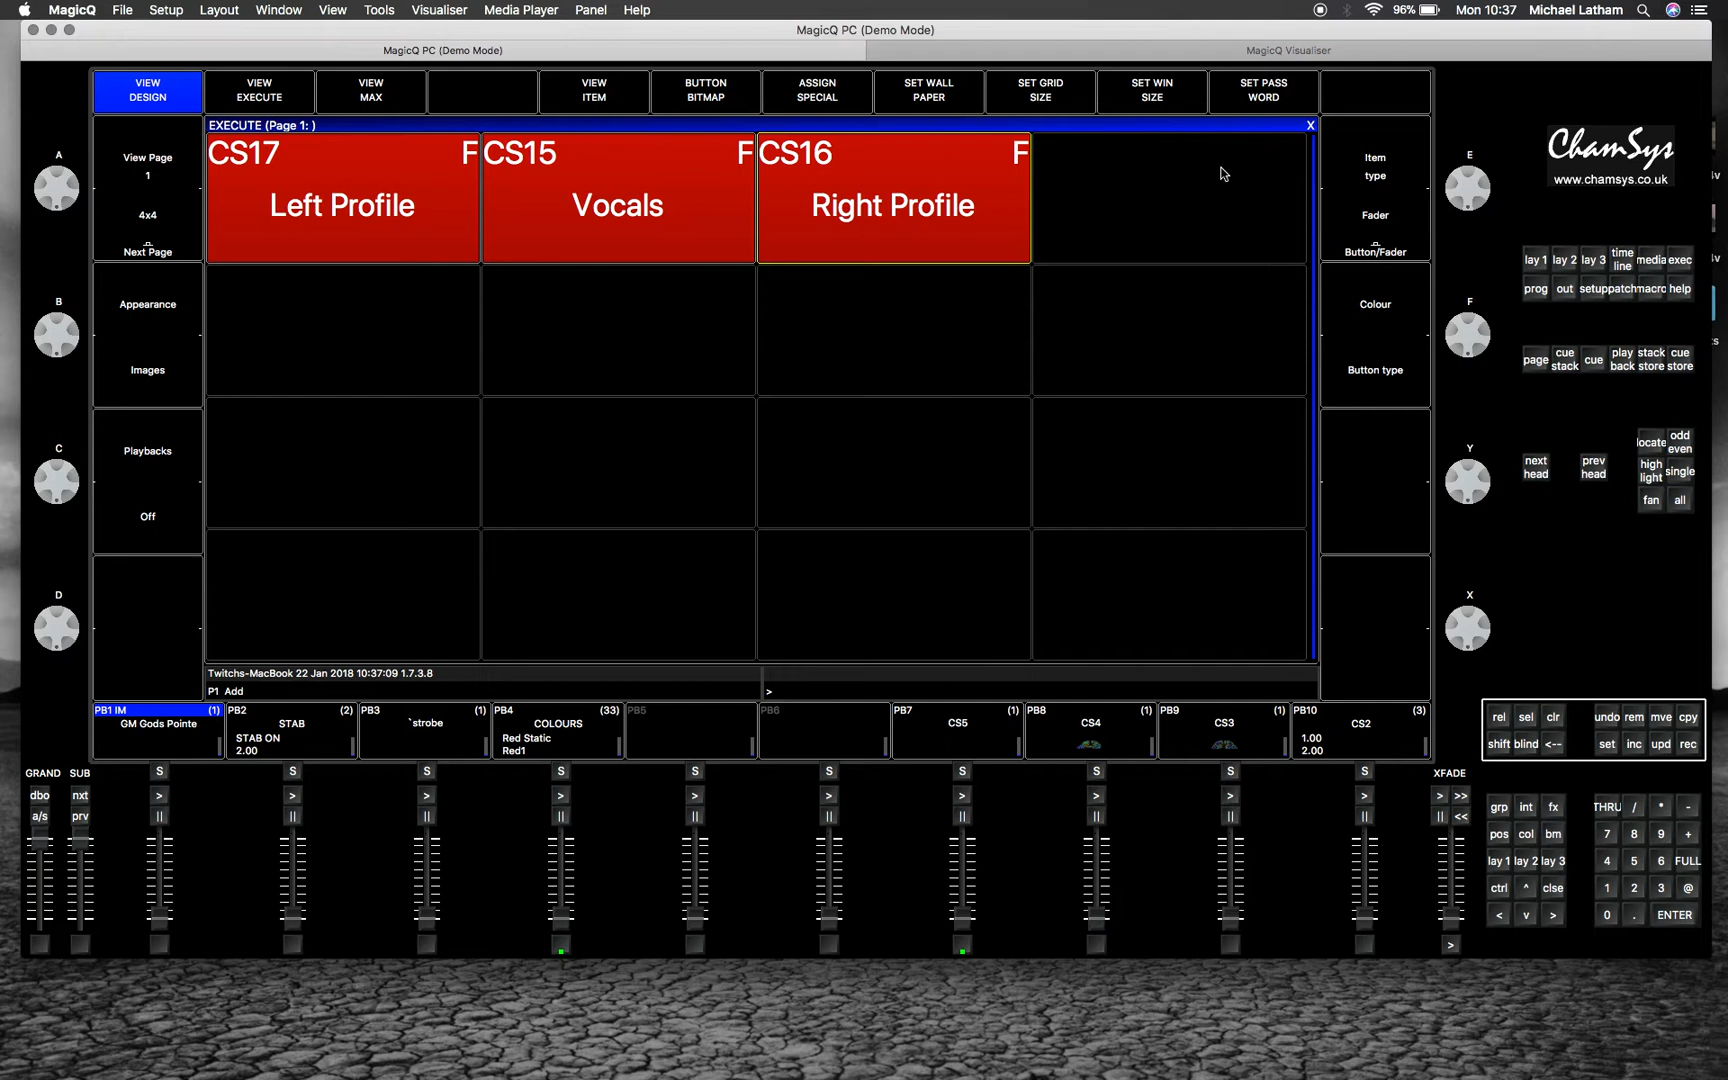 MagicQ File Setup Layout Window View Tools Visualiser Media Player Panel Help 96% Mon 10:37 Michael Latham
MagicQ PC (Demo Mode)
MagicQ PC (Demo Mode) MagicQ Visualiser
VIEW DESIGN
VIEW EXECUTE
VIEW MAX
VIEW ITEM
BUTTON BITMAP
ASSIGN SPECIAL
SET WALL PAPER
SET GRID SIZE
SET WIN SIZE
SET PASS WORD
EXECUTE (Page 1: ) X
A
View Page
1
4x4
Next Page
B
Appearance
Images
C
Playbacks
Off
D
CS17 F
Left Profile
CS15 F
Vocals
CS16 F
Right Profile
Item
type
Fader
Button/Fader
E
Colour
Button type
F
Y
X
ChamSys
www.chamsys.co.uk
lay 1 lay 2 lay 3 time line media exec
prog out setup patch macro help
page cue stack cue play back stack store cue store
next head prev head
locate odd even
high light single
fan all
Twitchs-MacBook 22 Jan 2018 10:37:09 1.7.3.8
P1 Add >
PB1 IM (1)
GM Gods Pointe
PB2 (2)
STAB
STAB ON
2.00
PB3 (1)
`strobe
PB4 (33)
COLOURS
Red Static
Red1
PB5
PB6
PB7 (1)
CS5
PB8 (1)
CS4
PB9 (1)
CS3
PB10 (3)
CS2
1.00
2.00
rel sel clr undo rem mve cpy
shift blind <-- set inc upd rec
GRAND SUB S S S S S S S S S S XFADE
dbo nxt > > > > > > > > > > > >>
a/s prv || || || || || || || || || || || <<
grp int fx THRU / * -
pos col bm 7 8 9 +
lay 1 lay 2 lay 3 4 5 6 FULL
ctrl ^ clse 1 2 3 @
< v > 0 . ENTER
>